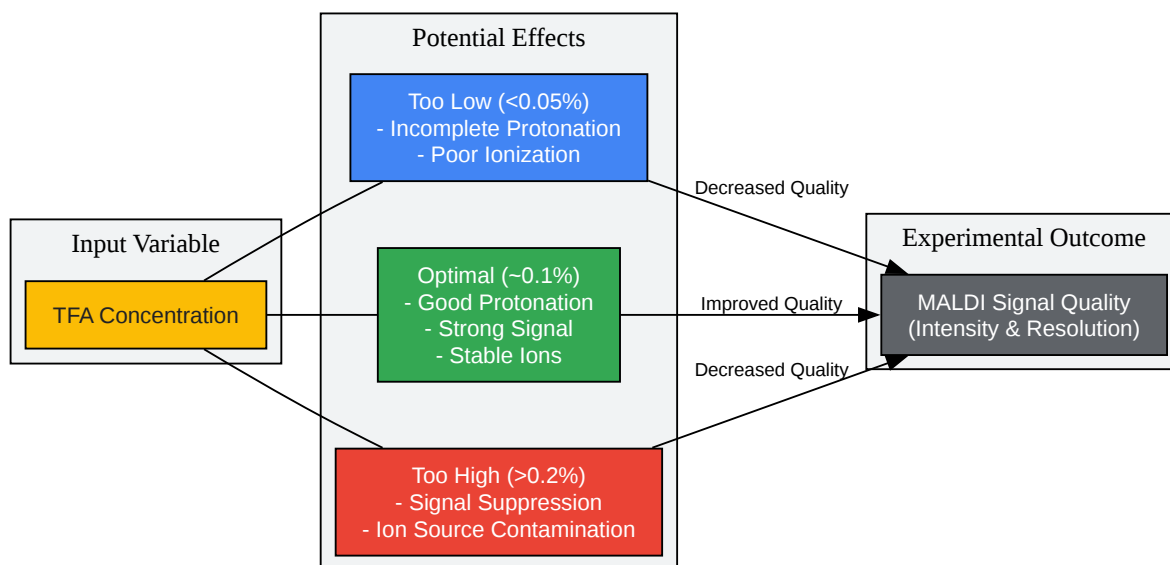 Potential Effects
Too Low (<0.05%)
- Incomplete Protonation
- Poor Ionization
Decreased Quality
Input Variable
TFA Concentration
Optimal (~0.1%)
- Good Protonation
- Strong Signal
- Stable Ions
Improved Quality
Experimental Outcome
MALDI Signal Quality
(Intensity & Resolution)
Decreased Quality
Too High (>0.2%)
- Signal Suppression
- Ion Source Contamination